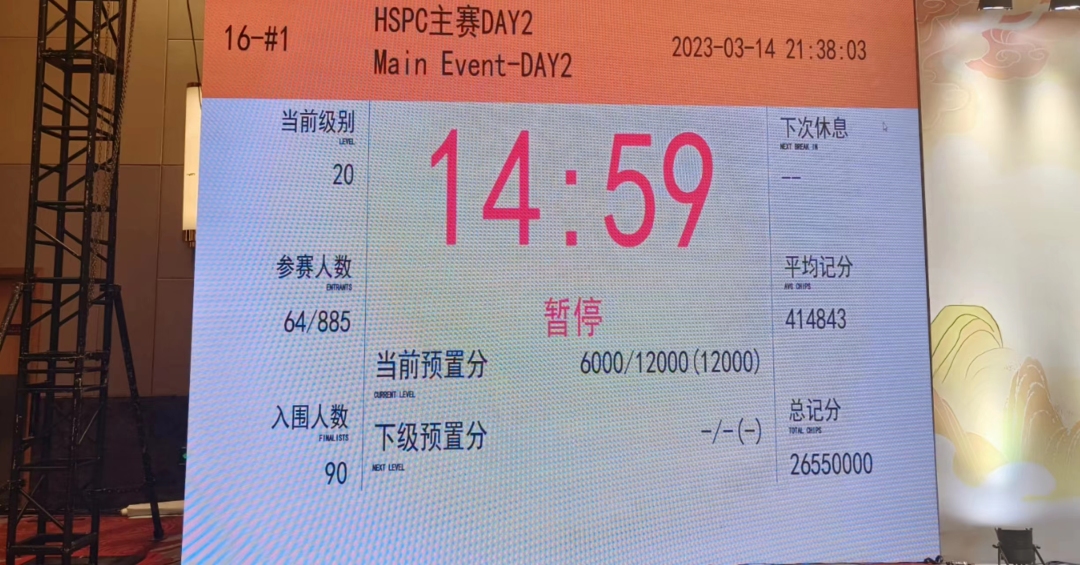 16-#1
HSPC主赛DAY2
Main Event-DAY2
2023-03-14 21:38:03
当前级别
LEVEL
20
14:59
下次休息
NEXT BREAK IN
--
参赛人数
ENTRANTS
64/885
暂停
平均记分
AVG CHIPS
414843
当前预置分
6000/12000(12000)
CURRENT LEVEL
入围人数
FINALISTS
90
下级预置分
-/-(-)
NEXT LEVEL
总记分
TOTAL CHIPS
26550000